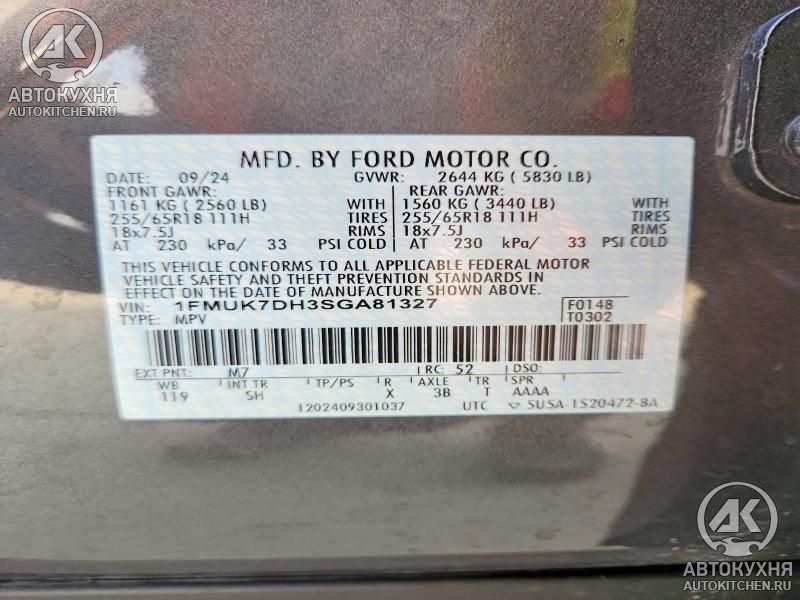 AK
АВТОКУХНЯ
AUTOKITCHEN.RU
MFD. BY FORD MOTOR CO.
DATE: 09/24 GVWR: 2644 KG ( 5830 LB)
FRONT GAWR: REAR GAWR:
1161 KG ( 2560 LB) WITH 1560 KG ( 3440 LB) WITH
255/65R18 111H TIRES 255/65R18 111H TIRES
18x7.5J RIMS 18x7.5J RIMS
AT 230 kPa/ 33 PSI COLD AT 230 kPa/ 33 PSI COLD
THIS VEHICLE CONFORMS TO ALL APPLICABLE FEDERAL MOTOR
VEHICLE SAFETY AND THEFT PREVENTION STANDARDS IN
EFFECT ON THE DATE OF MANUFACTURE SHOWN ABOVE.
VIN: 1FMUK7DH3SGA81327 F0148
TYPE: MPV T0302
EXT PNT: M7 RC: 52 DSO:
WB INT TR TP/PS R AXLE TR SPR
119 SH X 3B T AAAA
1202409301037 UTC SU5A-1520472-BA
AK
АВТОКУХНЯ
AUTOKITCHEN.RU